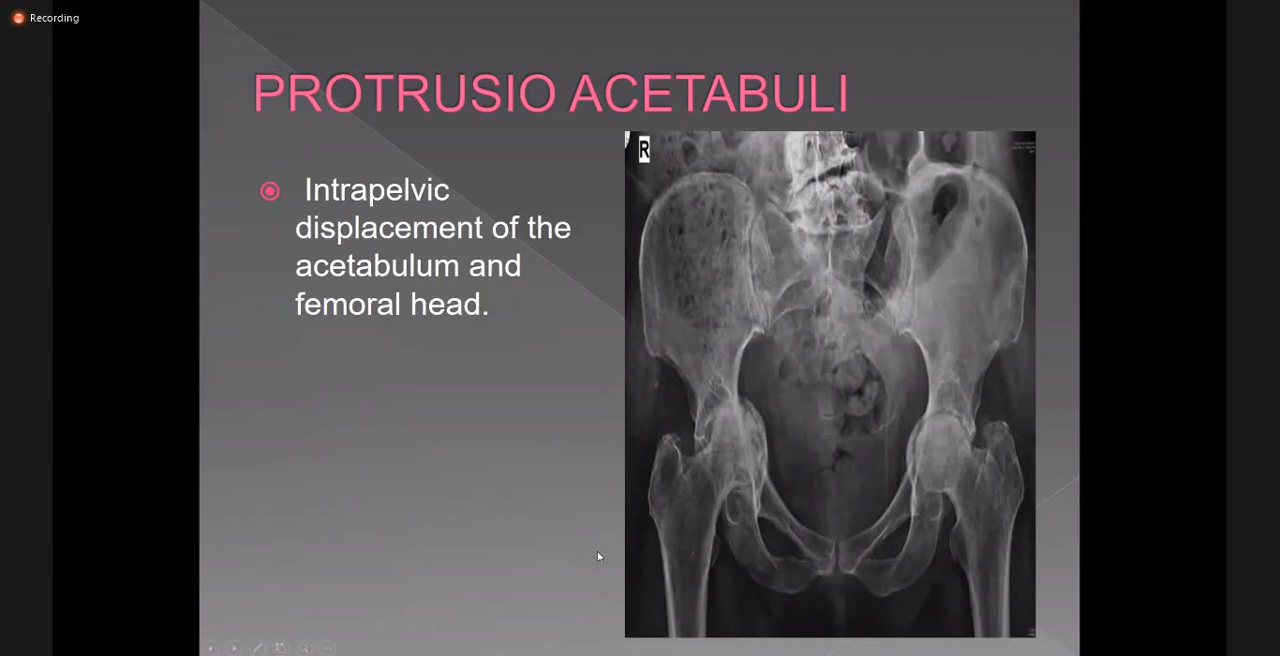 Recording
PROTRUSIO ACETABULI
Intrapelvic
displacement of the
acetabulum and
femoral head.
R